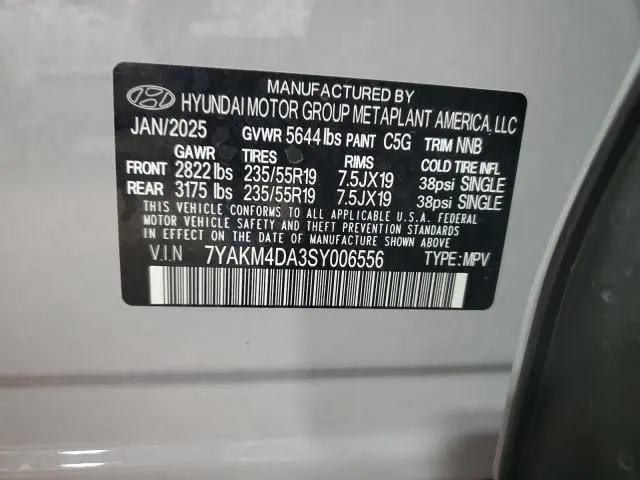 MANUFACTURED BY
HYUNDAI MOTOR GROUP METAPLANT AMERICA, LLC
JAN/2025 GVWR 5644 lbs PAINT C5G TRIM NNB
GAWR TIRES RIMS COLD TIRE INFL
FRONT 2822 lbs 235/55R19 7.5JX19 38psi SINGLE
REAR 3175 lbs 235/55R19 7.5JX19 38psi SINGLE
THIS VEHICLE CONFORMS TO ALL APPLICABLE U.S.A. FEDERAL
MOTOR VEHICLE SAFETY AND THEFT PREVENTION STANDARDS IN
EFFECT ON THE DATE OF MANUFACTURE SHOWN ABOVE.
V.I.N 7YAKM4DA3SY006556 TYPE: MPV